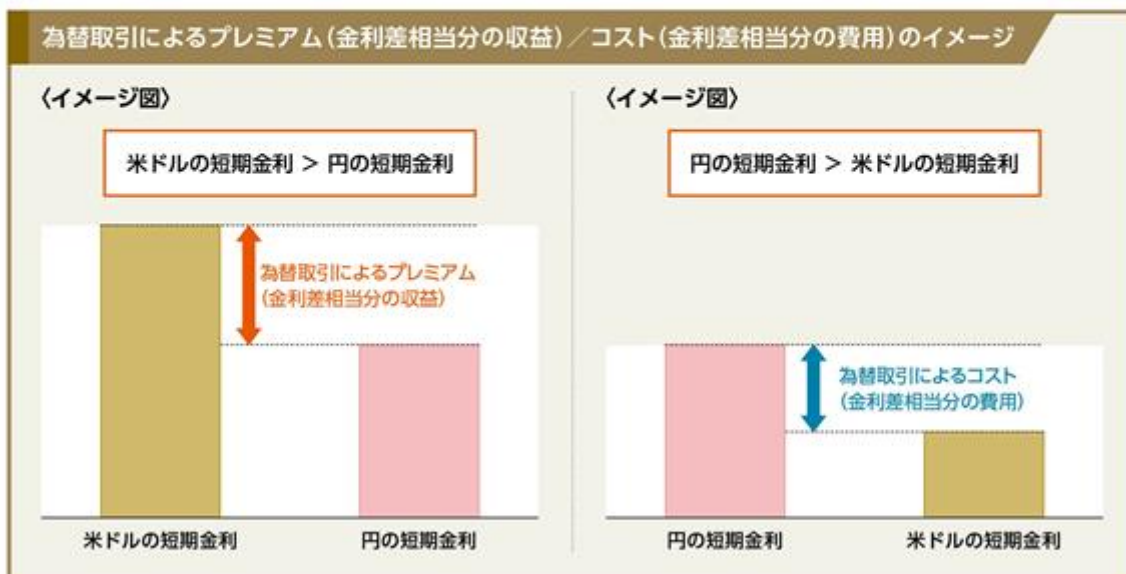 為替取引によるプレミアム(金利差相当分の収益)／コスト(金利差相当分の費用)のイメージ
〈イメージ図〉
米ドルの短期金利 > 円の短期金利
為替取引によるプレミアム
(金利差相当分の収益)
米ドルの短期金利
円の短期金利
〈イメージ図〉
円の短期金利 > 米ドルの短期金利
為替取引によるコスト
(金利差相当分の費用)
円の短期金利
米ドルの短期金利